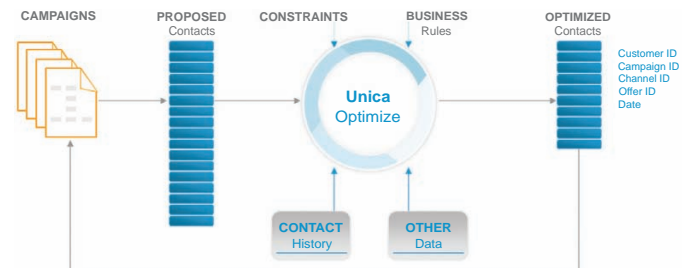 CAMPAIGNS
PROPOSED
Contacts
CONSTRAINTS
BUSINESS
Rules
OPTIMIZED
Contacts
Customer ID
Campaign ID
Channel ID
Offer ID
Date
Unica
Optimize
CONTACT
History
OTHER
Data